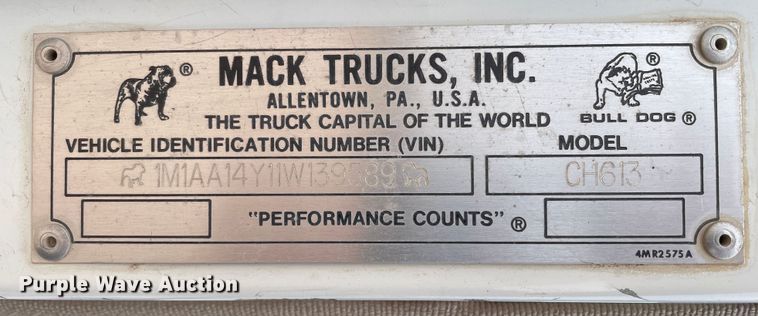 MACK TRUCKS, INC.
ALLENTOWN, PA., U.S.A.
THE TRUCK CAPITAL OF THE WORLD
®
® BULL DOG ®
VEHICLE IDENTIFICATION NUMBER (VIN)
MODEL
CH613
"PERFORMANCE COUNTS" ®
4MR2575A
Purple Wave Auction